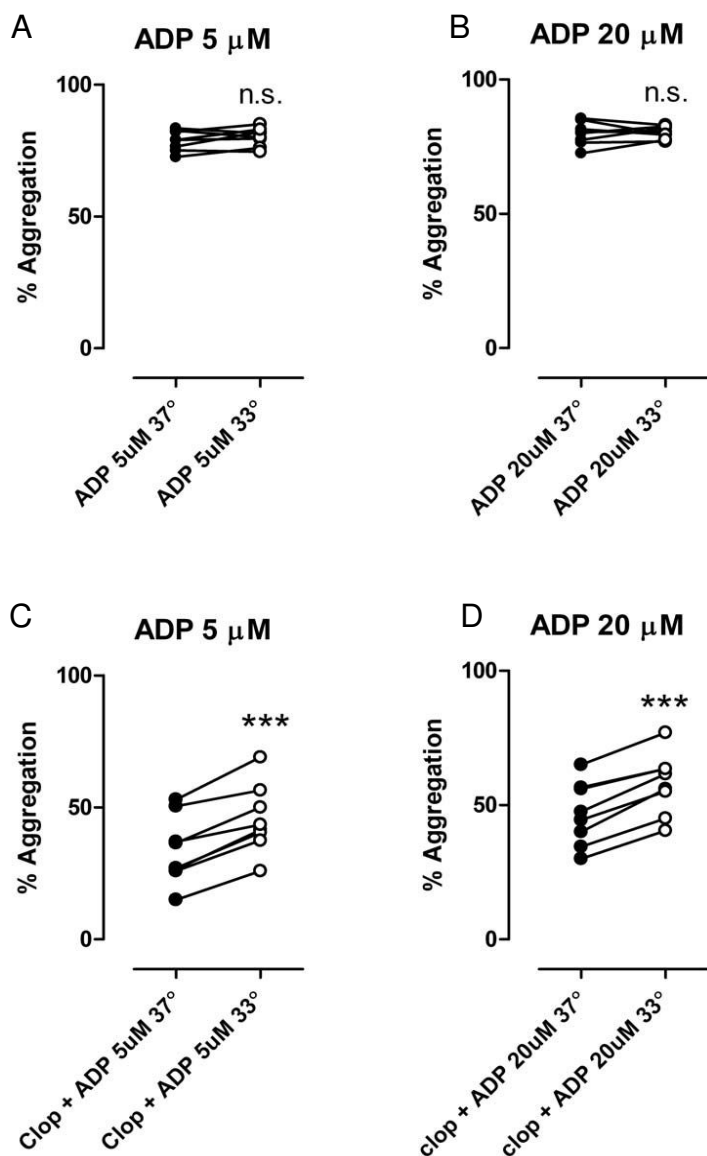 A
ADP 5 μM
100
n.s.
50
0
% Aggregation
ADP 5uM 37°
ADP 5uM 33°
B
ADP 20 μM
100
n.s.
50
0
% Aggregation
ADP 20uM 37°
ADP 20uM 33°
C
ADP 5 μM
100
***
50
0
% Aggregation
Clop + ADP 5uM 37°
Clop + ADP 5uM 33°
D
ADP 20 μM
100
***
50
0
% Aggregation
clop + ADP 20uM 37°
clop + ADP 20uM 33°